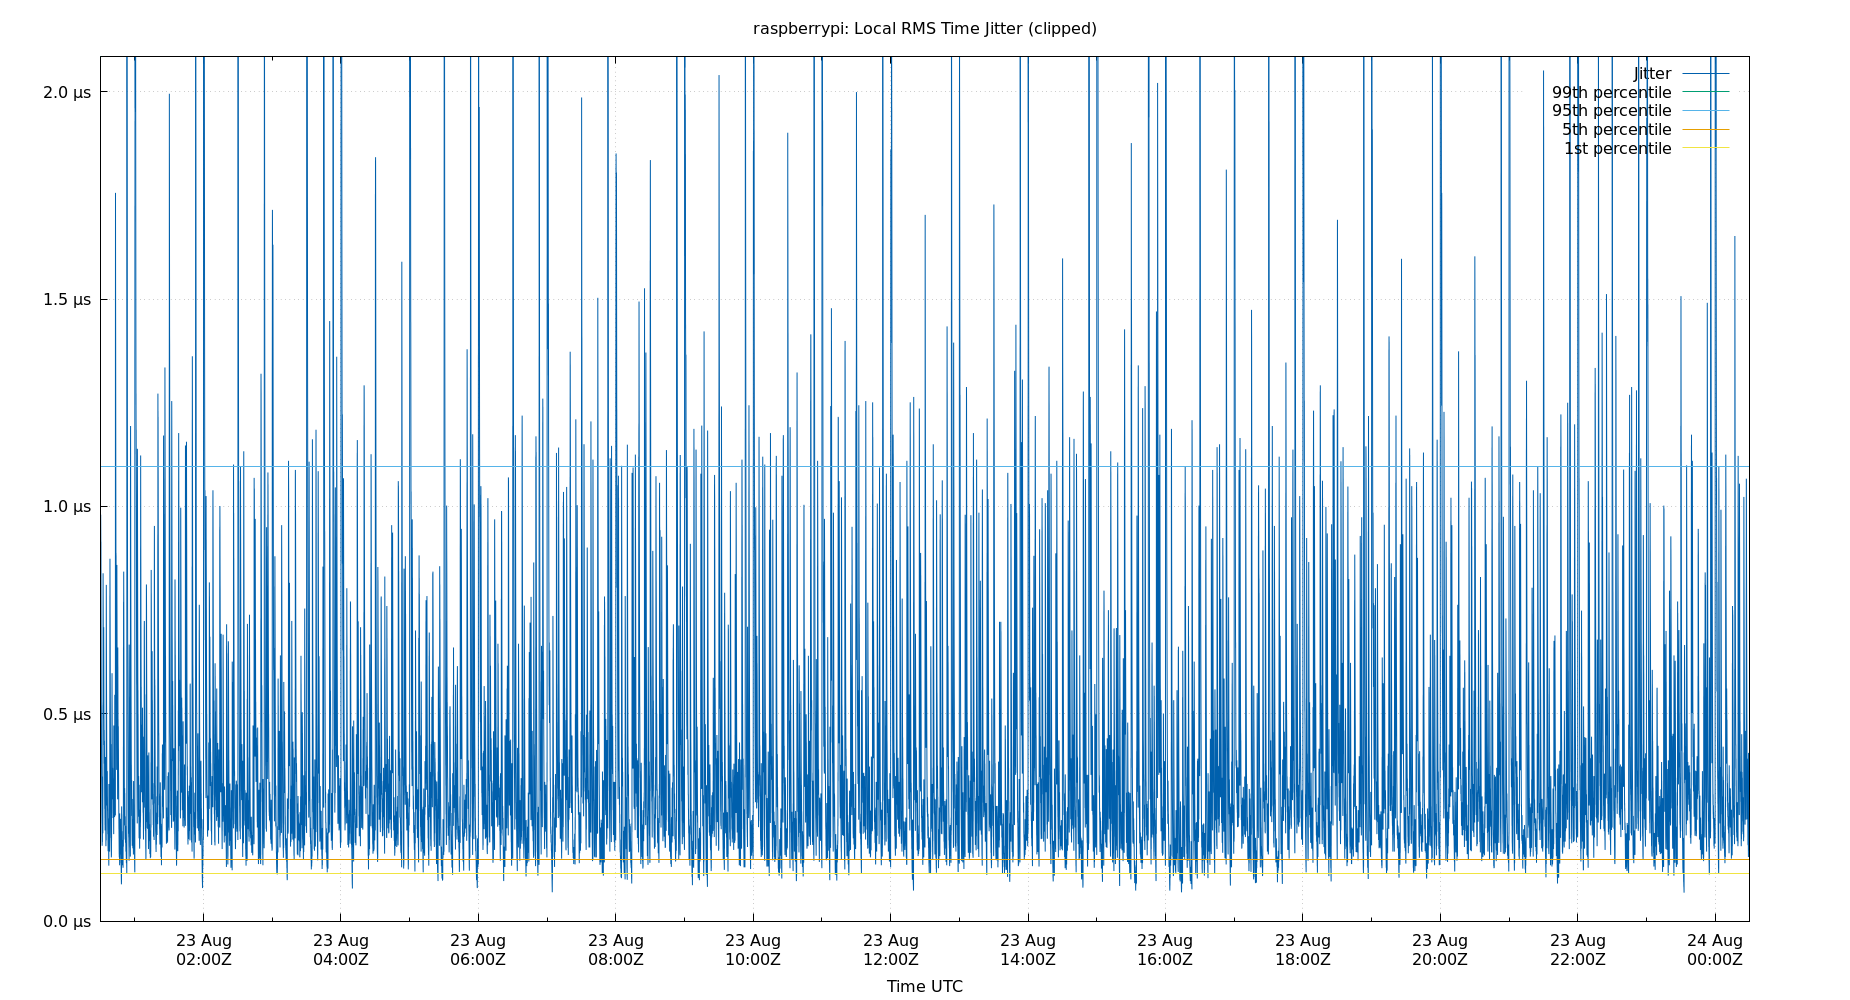 raspberrypi: Local RMS Time Jitter (clipped)
Jitter
99th percentile
95th percentile
5th percentile
1st percentile
2.0 µs
1.5 µs
1.0 µs
0.5 µs
0.0 µs
23 Aug 23 Aug 23 Aug 23 Aug 23 Aug 23 Aug 23 Aug 23 Aug 23 Aug 23 Aug 23 Aug 24 Aug
02:00Z 04:00Z 06:00Z 08:00Z 10:00Z 12:00Z 14:00Z 16:00Z 18:00Z 20:00Z 22:00Z 00:00Z
Time UTC